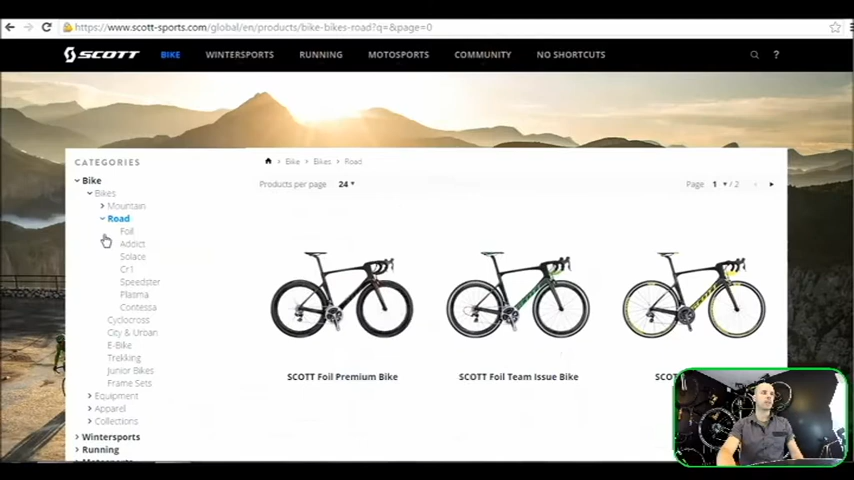 https://www.scott-sports.com/global/en/products/bike-bikes-road?q=&page=0
SCOTT BIKE WINTERSPORTS RUNNING MOTOSPORTS COMMUNITY NO SHORTCUTS ?
CATEGORIES
Bike
Bikes
Mountain
Road
Foil
Addict
Solace
Cr1
Speedster
Plasma
Contessa
Cyclocross
City & Urban
E-Bike
Trekking
Junior Bikes
Frame Sets
Equipment
Apparel
Collections
Wintersports
Running
Bike > Bikes > Road
Products per page 24 Page 1 / 2
SCOTT Foil Premium Bike
SCOTT Foil Team Issue Bike